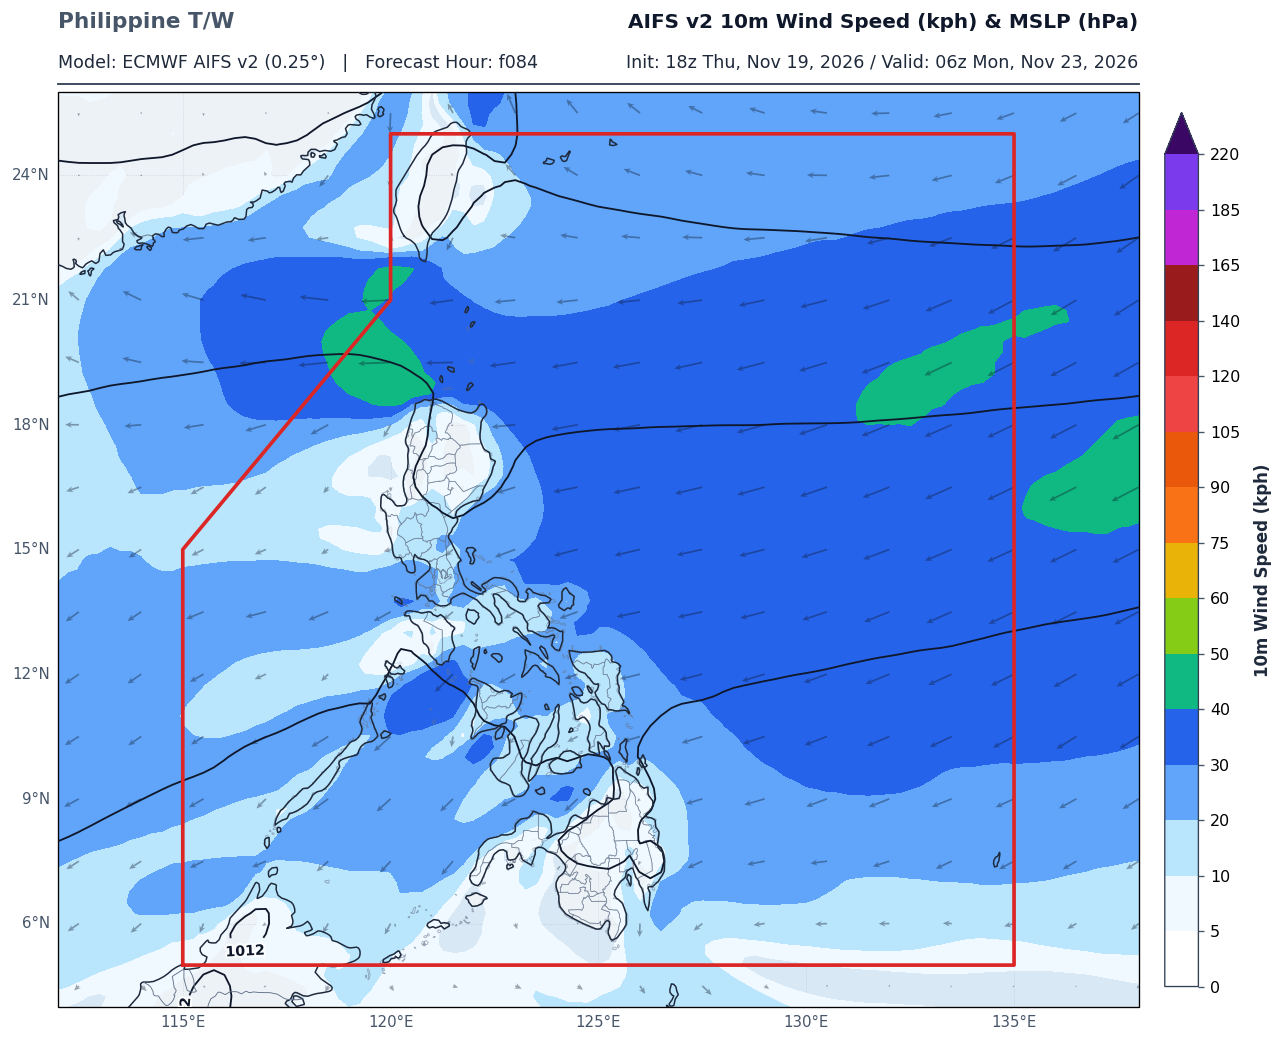 Philippine T/W
AIFS v2 10m Wind Speed (kph) & MSLP (hPa)
Model: ECMWF AIFS v2 (0.25°) | Forecast Hour: f084
Init: 18z Thu, Nov 19, 2026 / Valid: 06z Mon, Nov 23, 2026
24°N
21°N
18°N
15°N
12°N
9°N
6°N
1012
2
115°E
120°E
125°E
130°E
135°E
220
185
165
140
120
105
90
75
60
50
40
30
20
10
5
0
10m Wind Speed (kph)